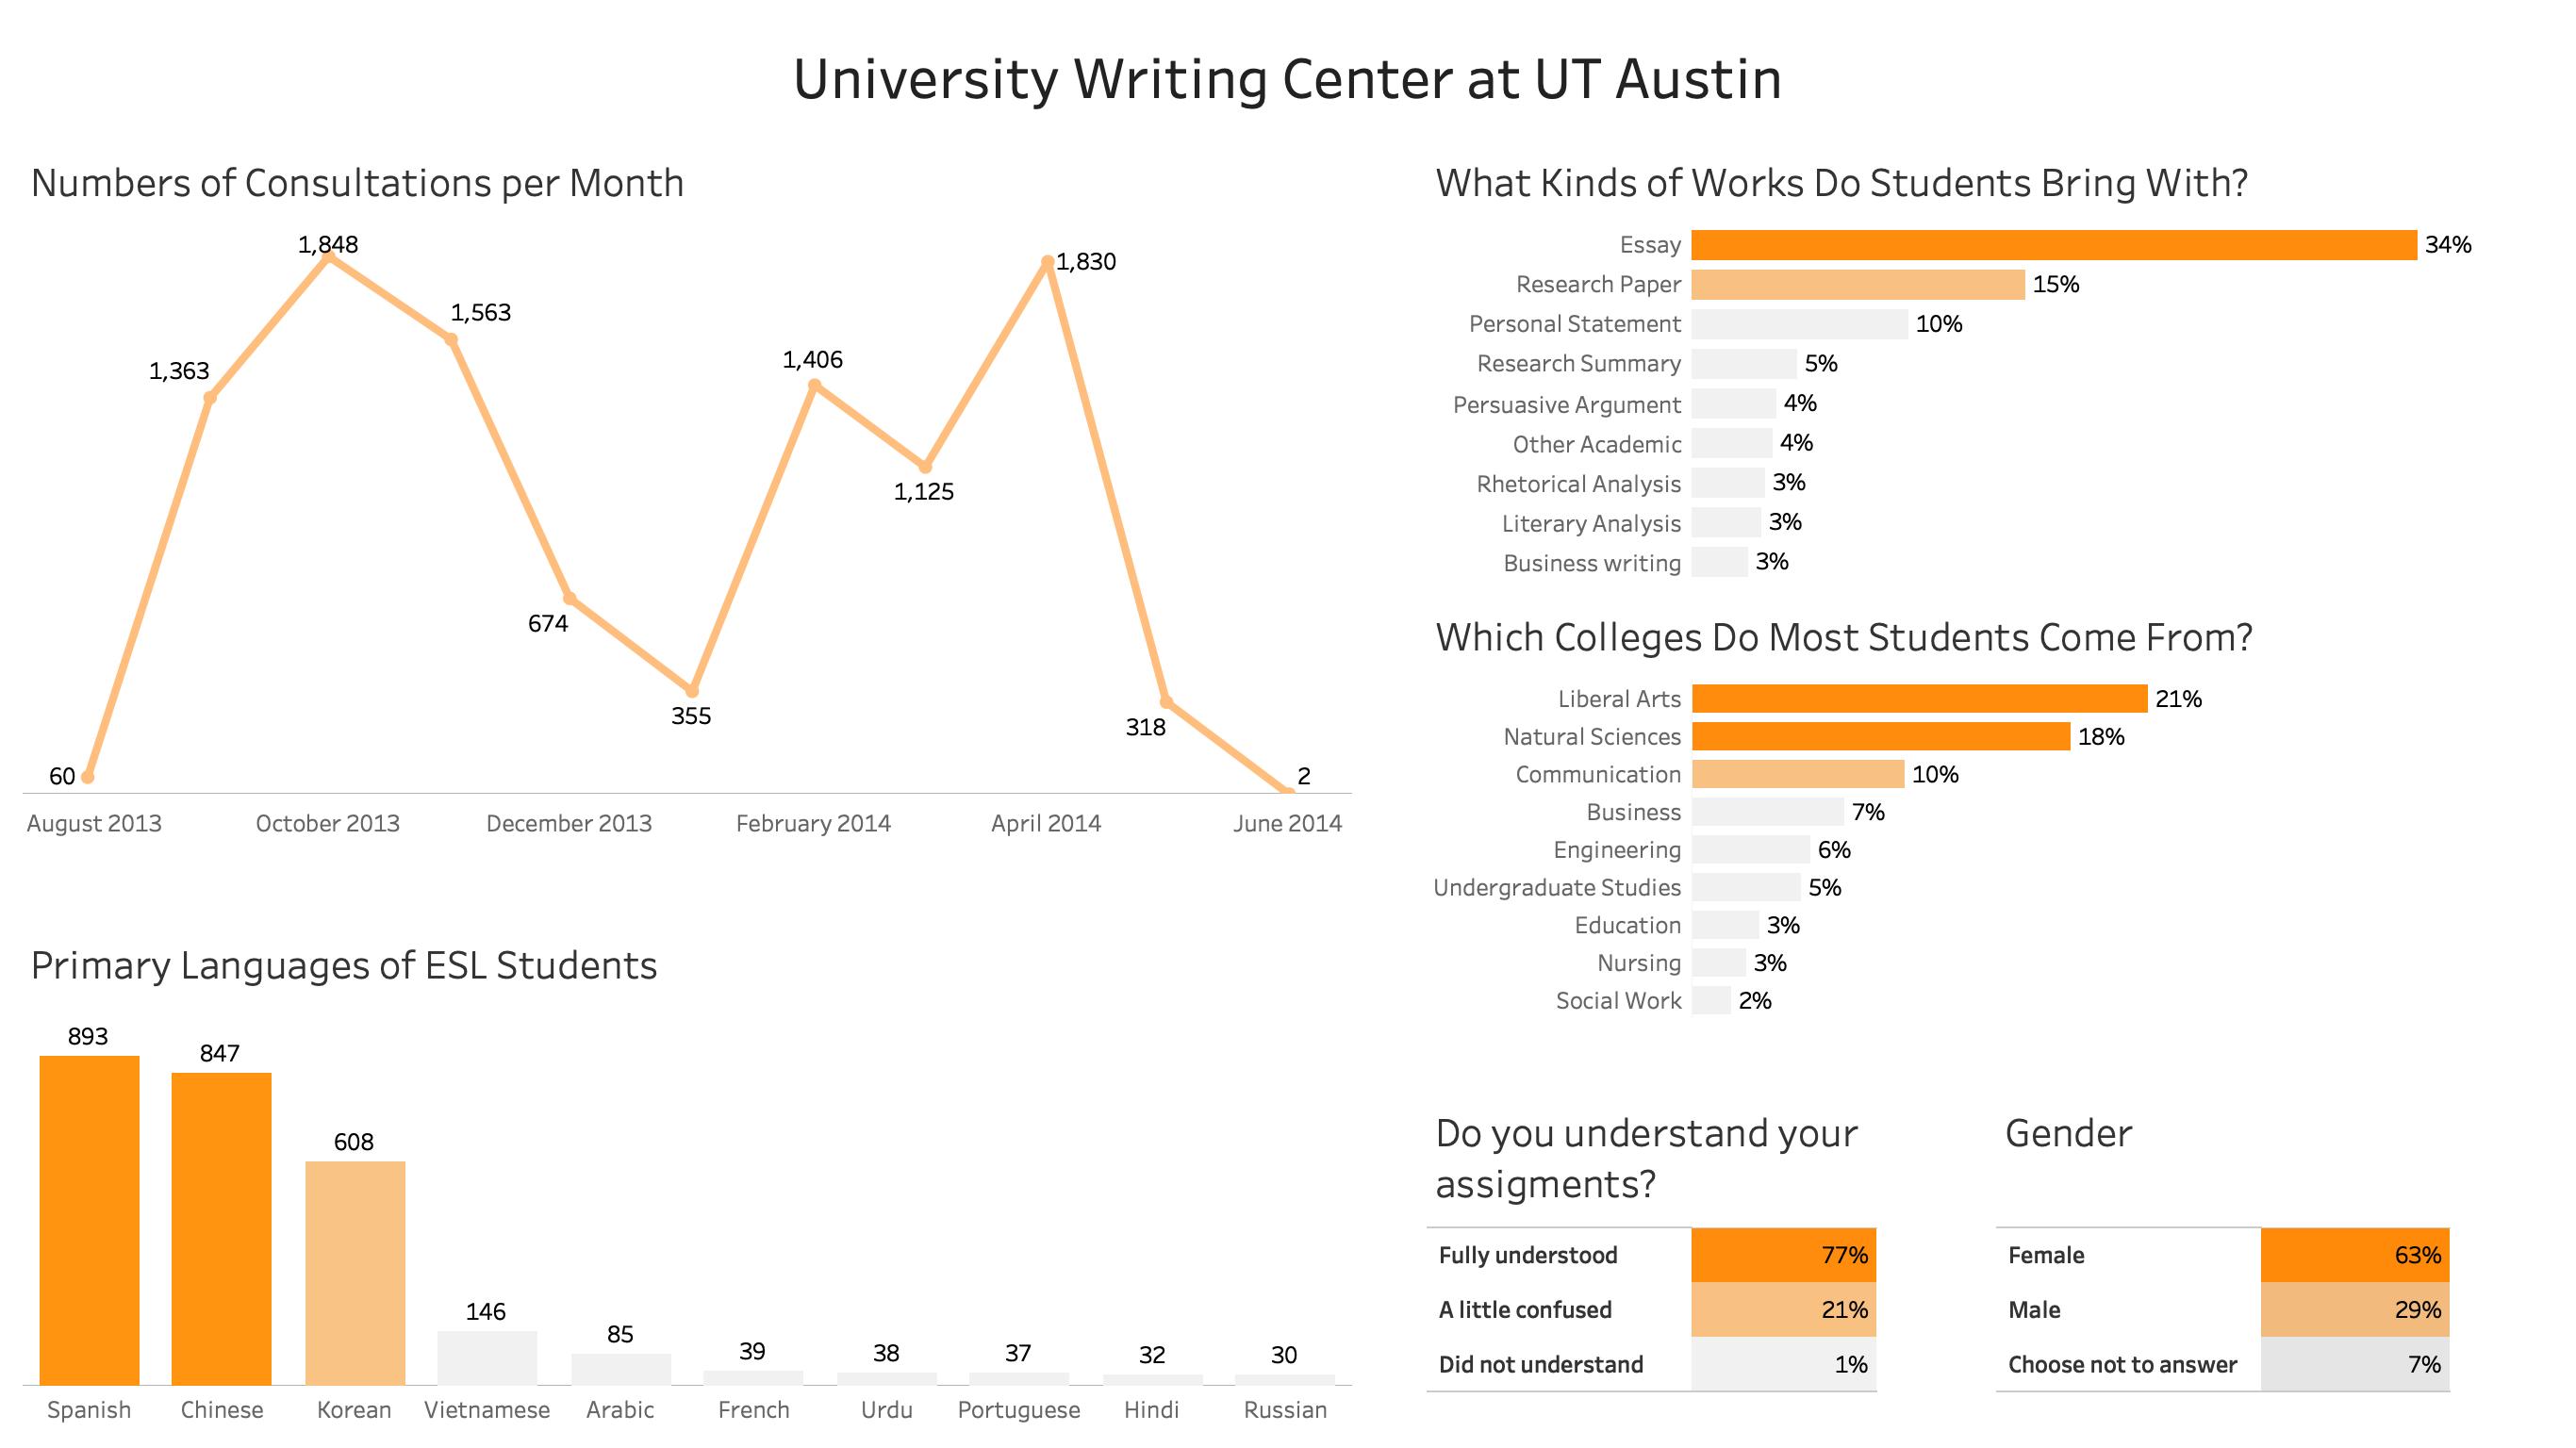 University Writing Center at UT Austin
Numbers of Consultations per Month
1,848
1,830
1,563
1,406
1,363
1,125
674
355
318
60
2
August 2013 October 2013 December 2013 February 2014 April 2014 June 2014
Primary Languages of ESL Students
893
847
608
146
85
39
38
37
32
30
Spanish Chinese Korean Vietnamese Arabic French Urdu Portuguese Hindi Russian
What Kinds of Works Do Students Bring With?
Essay 34%
Research Paper 15%
Personal Statement 10%
Research Summary 5%
Persuasive Argument 4%
Other Academic 4%
Rhetorical Analysis 3%
Literary Analysis 3%
Business writing 3%
Which Colleges Do Most Students Come From?
Liberal Arts 21%
Natural Sciences 18%
Communication 10%
Business 7%
Engineering 6%
Undergraduate Studies 5%
Education 3%
Nursing 3%
Social Work 2%
Do you understand your
assigments?
Fully understood 77%
A little confused 21%
Did not understand 1%
Gender
Female 63%
Male 29%
Choose not to answer 7%